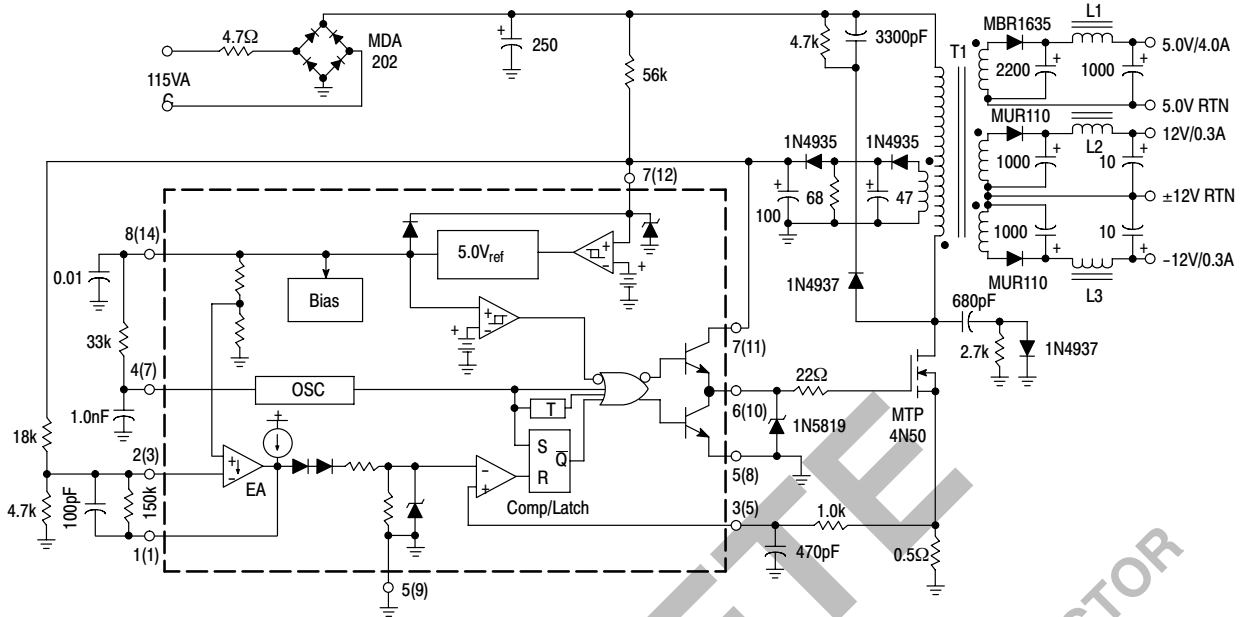 4.7Ω
MDA
202
115VA
C
+
250
56k
4.7k
3300pF
T1
MBR1635
L1
+
2200
+
1000
5.0V/4.0A
5.0V RTN
MUR110
12V/0.3A
L2
+
1000
+
10
±12V RTN
1000
+
10
+
MUR110
L3
–12V/0.3A
1N4935
1N4935
+
100
68
+
47
7(12)
8(14)
0.01
5.0Vref
+
–
+
Bias
1N4937
680pF
2.7k
1N4937
33k
+
–
+
7(11)
4(7)
OSC
1.0nF
T
22Ω
6(10)
MTP
4N50
1N5819
5(8)
18k
2(3)
+
–
EA
S
R
Q
–
+
Comp/Latch
3(5)
1.0k
4.7k
100pF
150k
1(1)
470pF
0.5Ω
5(9)
ETE
CTOR